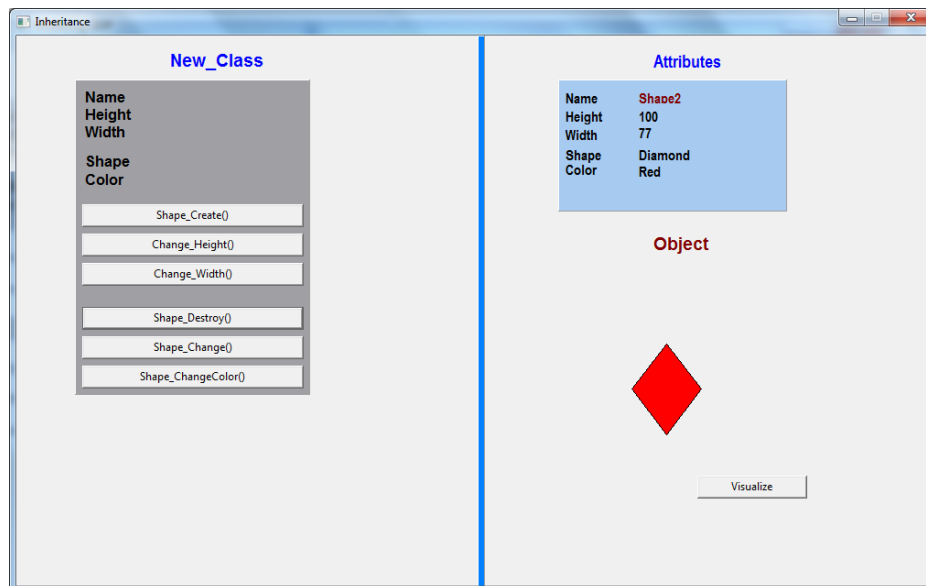 Inheritance
New_Class
Name
Height
Width
Shape
Color
Shape_Create()
Change_Height()
Change_Width()
Shape_Destroy()
Shape_Change()
Shape_ChangeColor()
Attributes
Name Shape2
Height 100
Width 77
Shape Diamond
Color Red
Object
Visualize